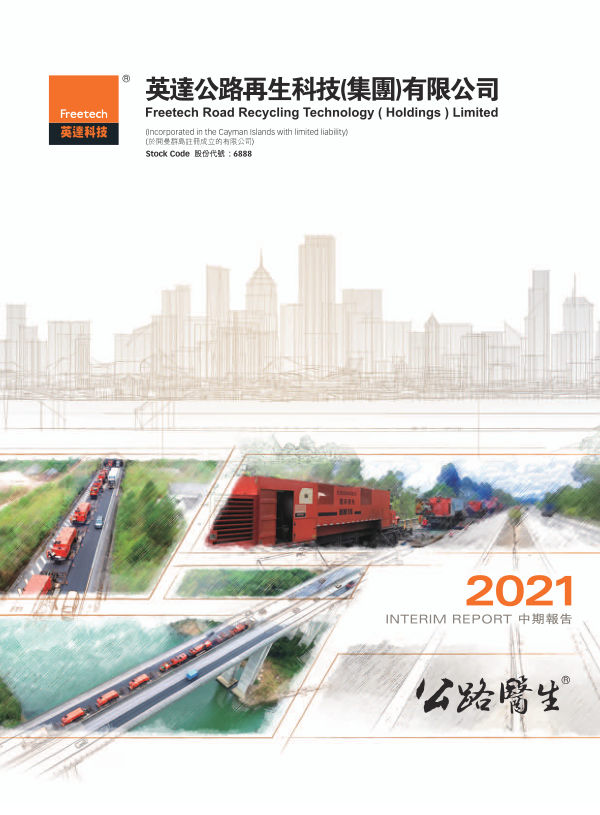 Freetech
英達科技
®
英達公路再生科技(集團)有限公司
Freetech Road Recycling Technology ( Holdings ) Limited
(Incorporated in the Cayman Islands with limited liability)
(於開曼群島註冊成立的有限公司)
Stock Code 股份代號 : 6888
2021
INTERIM REPORT 中期報告
公路醫生®